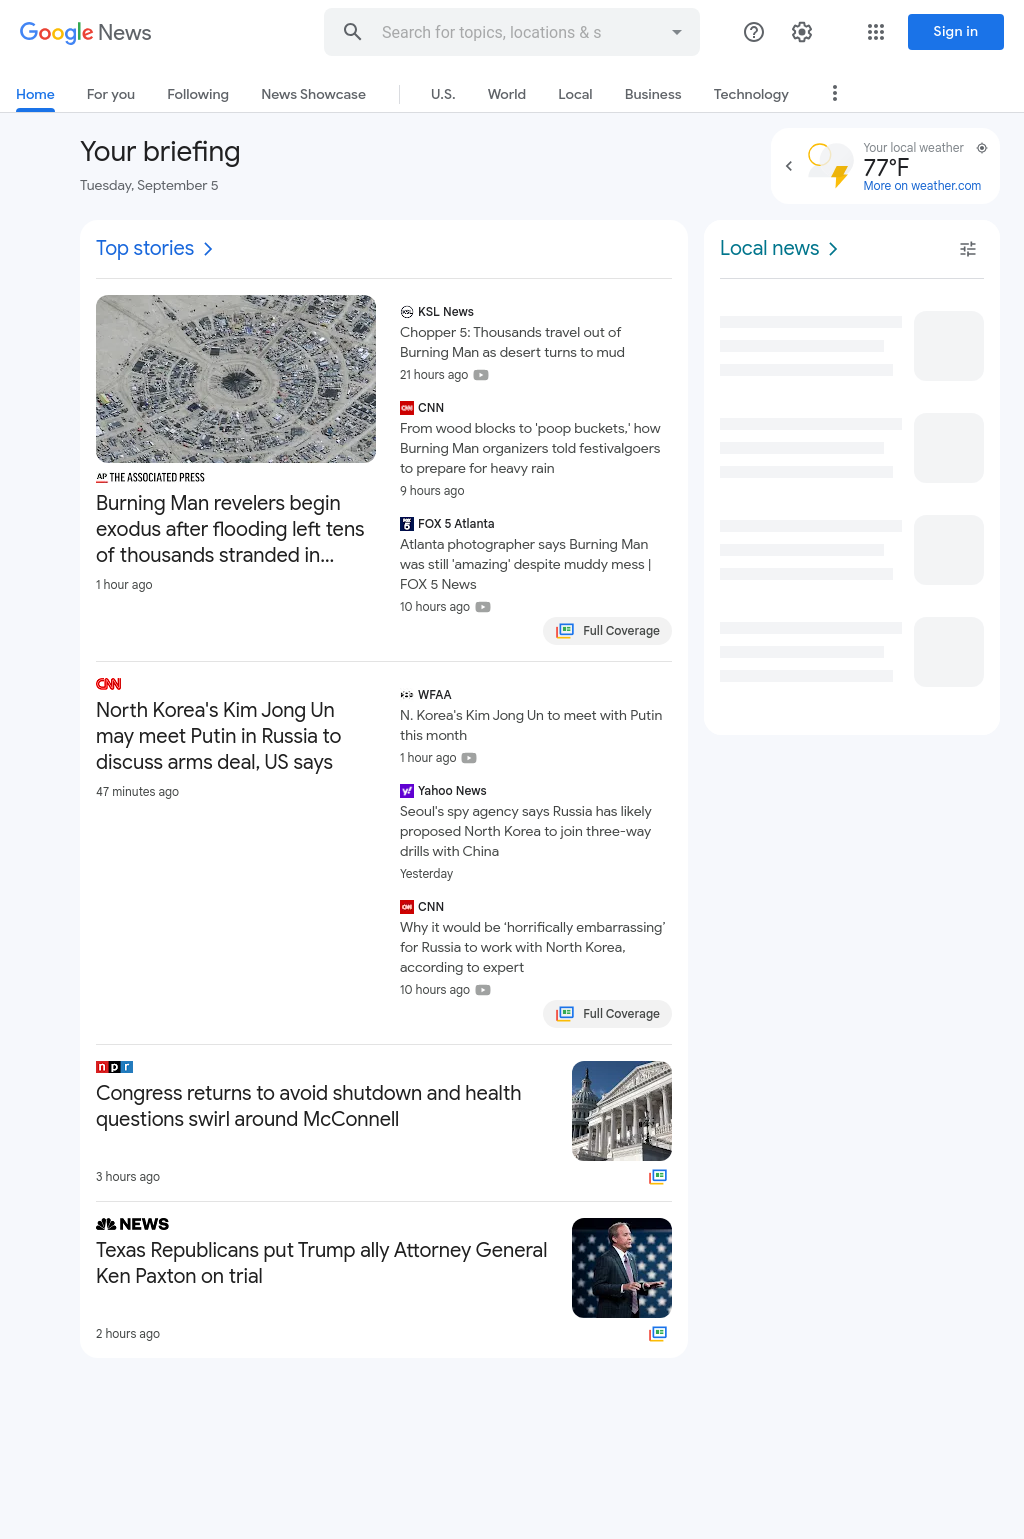 Google News
Search for topics, locations & s
Sign in
Home
For you
Following
News Showcase
U.S.
World
Local
Business
Technology
Your briefing
Tuesday, September 5
Your local weather
77°F
More on weather.com
Top stories
THE ASSOCIATED PRESS
AP
Burning Man revelers begin
exodus after flooding left tens
of thousands stranded in...
1 hour ago
KSL News
Chopper 5: Thousands travel out of
Burning Man as desert turns to mud
21 hours ago
CNN
From wood blocks to 'poop buckets,' how
Burning Man organizers told festivalgoers
to prepare for heavy rain
9 hours ago
FOX 5 Atlanta
Atlanta photographer says Burning Man
was still 'amazing' despite muddy mess |
FOX 5 News
10 hours ago
Full Coverage
CNN
North Korea's Kim Jong Un
may meet Putin in Russia to
discuss arms deal, US says
47 minutes ago
WFAA
N. Korea's Kim Jong Un to meet with Putin
this month
1 hour ago
Yahoo News
Seoul's spy agency says Russia has likely
proposed North Korea to join three-way
drills with China
Yesterday
CNN
Why it would be ‘horrifically embarrassing’
for Russia to work with North Korea,
according to expert
10 hours ago
Full Coverage
npr
Congress returns to avoid shutdown and health
questions swirl around McConnell
3 hours ago
NEWS
Texas Republicans put Trump ally Attorney General
Ken Paxton on trial
2 hours ago
Local news